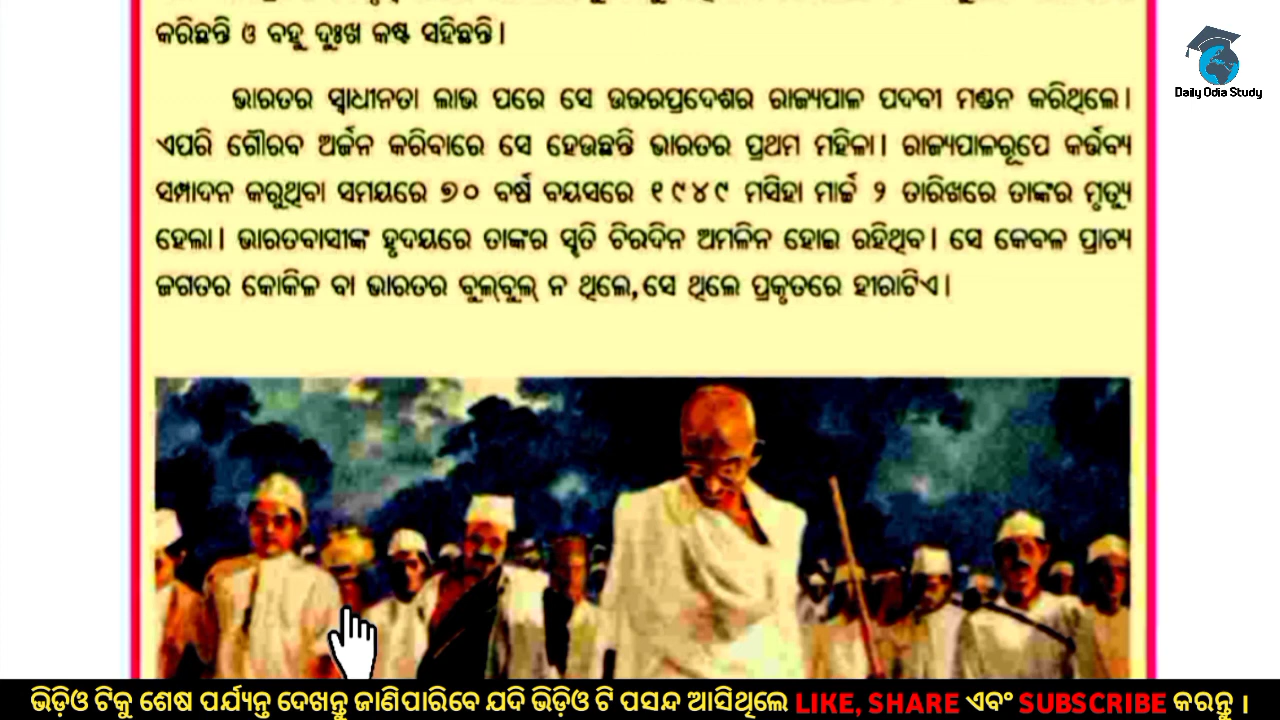 କରିଛନ୍ତି ଓ ବହୁ ଦୁଃଖ କଷ୍ଟ ସହିଛନ୍ତି।
Daily Odia Study
ଭାରତର ସ୍ୱାଧୀନତା ଲାଭ ପରେ ସେ ଉତ୍ତରପ୍ରଦେଶର ରାଜ୍ୟପାଳ ପଦବୀ ମଣ୍ଡନ କରିଥିଲେ।
ଏପରି ଗୌରବ ଅର୍ଜନ କରିବାରେ ସେ ହେଉଛନ୍ତି ଭାରତର ପ୍ରଥମ ମହିଳା। ରାଜ୍ୟପାଳରୂପେ କର୍ତ୍ତବ୍ୟ
ସମ୍ପାଦନ କରୁଥିବା ସମୟରେ ୭୦ ବର୍ଷ ବୟସରେ ୧୯୪୯ ମସିହା ମାର୍ଚ୍ଚ ୨ ତାରିଖରେ ତାଙ୍କର ମୃତ୍ୟୁ
ହେଲା। ଭାରତବାସୀଙ୍କ ହୃଦୟରେ ତାଙ୍କର ସ୍ମୃତି ଚିରଦିନ ଅମଳିନ ହୋଇ ରହିଥିବ। ସେ କେବଳ ପ୍ରାଚ୍ୟ
ଜଗତର କୋକିଳ ବା ଭାରତର ବୁଲ୍‌ବୁଲ୍ ନ ଥିଲେ, ସେ ଥିଲେ ପ୍ରକୃତରେ ହୀରାଟିଏ।
ଭିଡ଼ିଓ ଟିକୁ ଶେଷ ପର୍ଯ୍ୟନ୍ତ ଦେଖନ୍ତୁ ଜାଣିପାରିବେ ଯଦି ଭିଡ଼ିଓ ଟି ପସନ୍ଦ ଆସିଥିଲେ LIKE, SHARE ଏବଂ SUBSCRIBE କରନ୍ତୁ ।